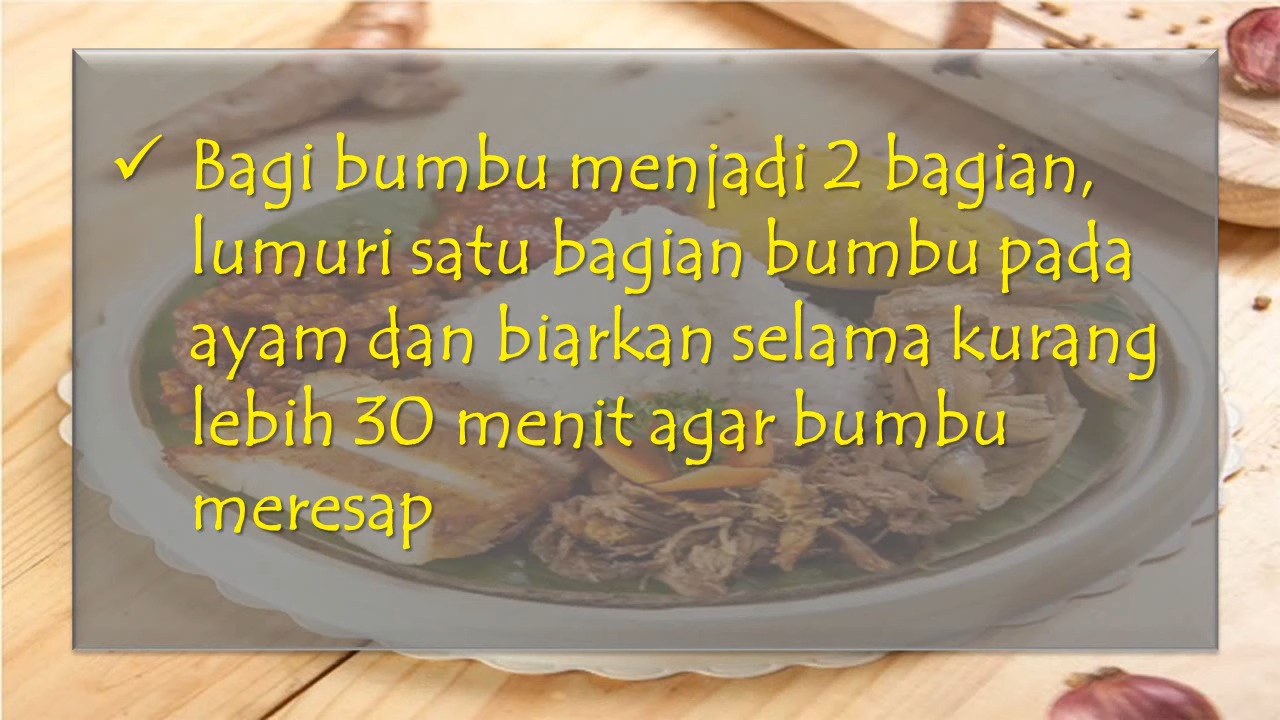 ✓ Bagi bumbu menjadi 2 bagian,
lumuri satu bagian bumbu pada
ayam dan biarkan selama kurang
lebih 30 menit agar bumbu
meresap